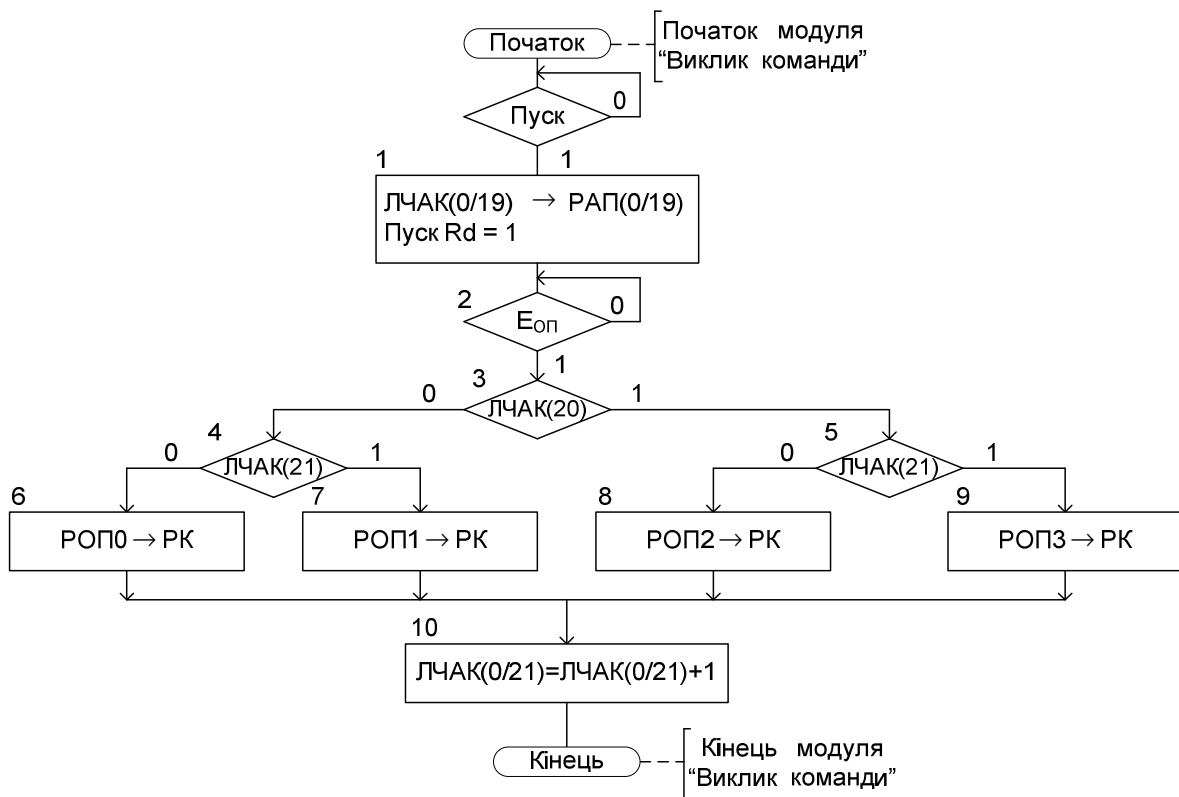 Початок
Початок модуля
“Виклик команди”
Пуск
0
1
1
ЛЧАК(0/19) → РАП(0/19)
Пуск Rd = 1
2
ЕОП
0
1
3
0
ЛЧАК(20)
1
4
0
ЛЧАК(21)
1
5
0
ЛЧАК(21)
1
6
РОП0 → РК
7
РОП1 → РК
8
РОП2 → РК
9
РОП3 → РК
10
ЛЧАК(0/21)=ЛЧАК(0/21)+1
Кінець
Кінець модуля
“Виклик команди”